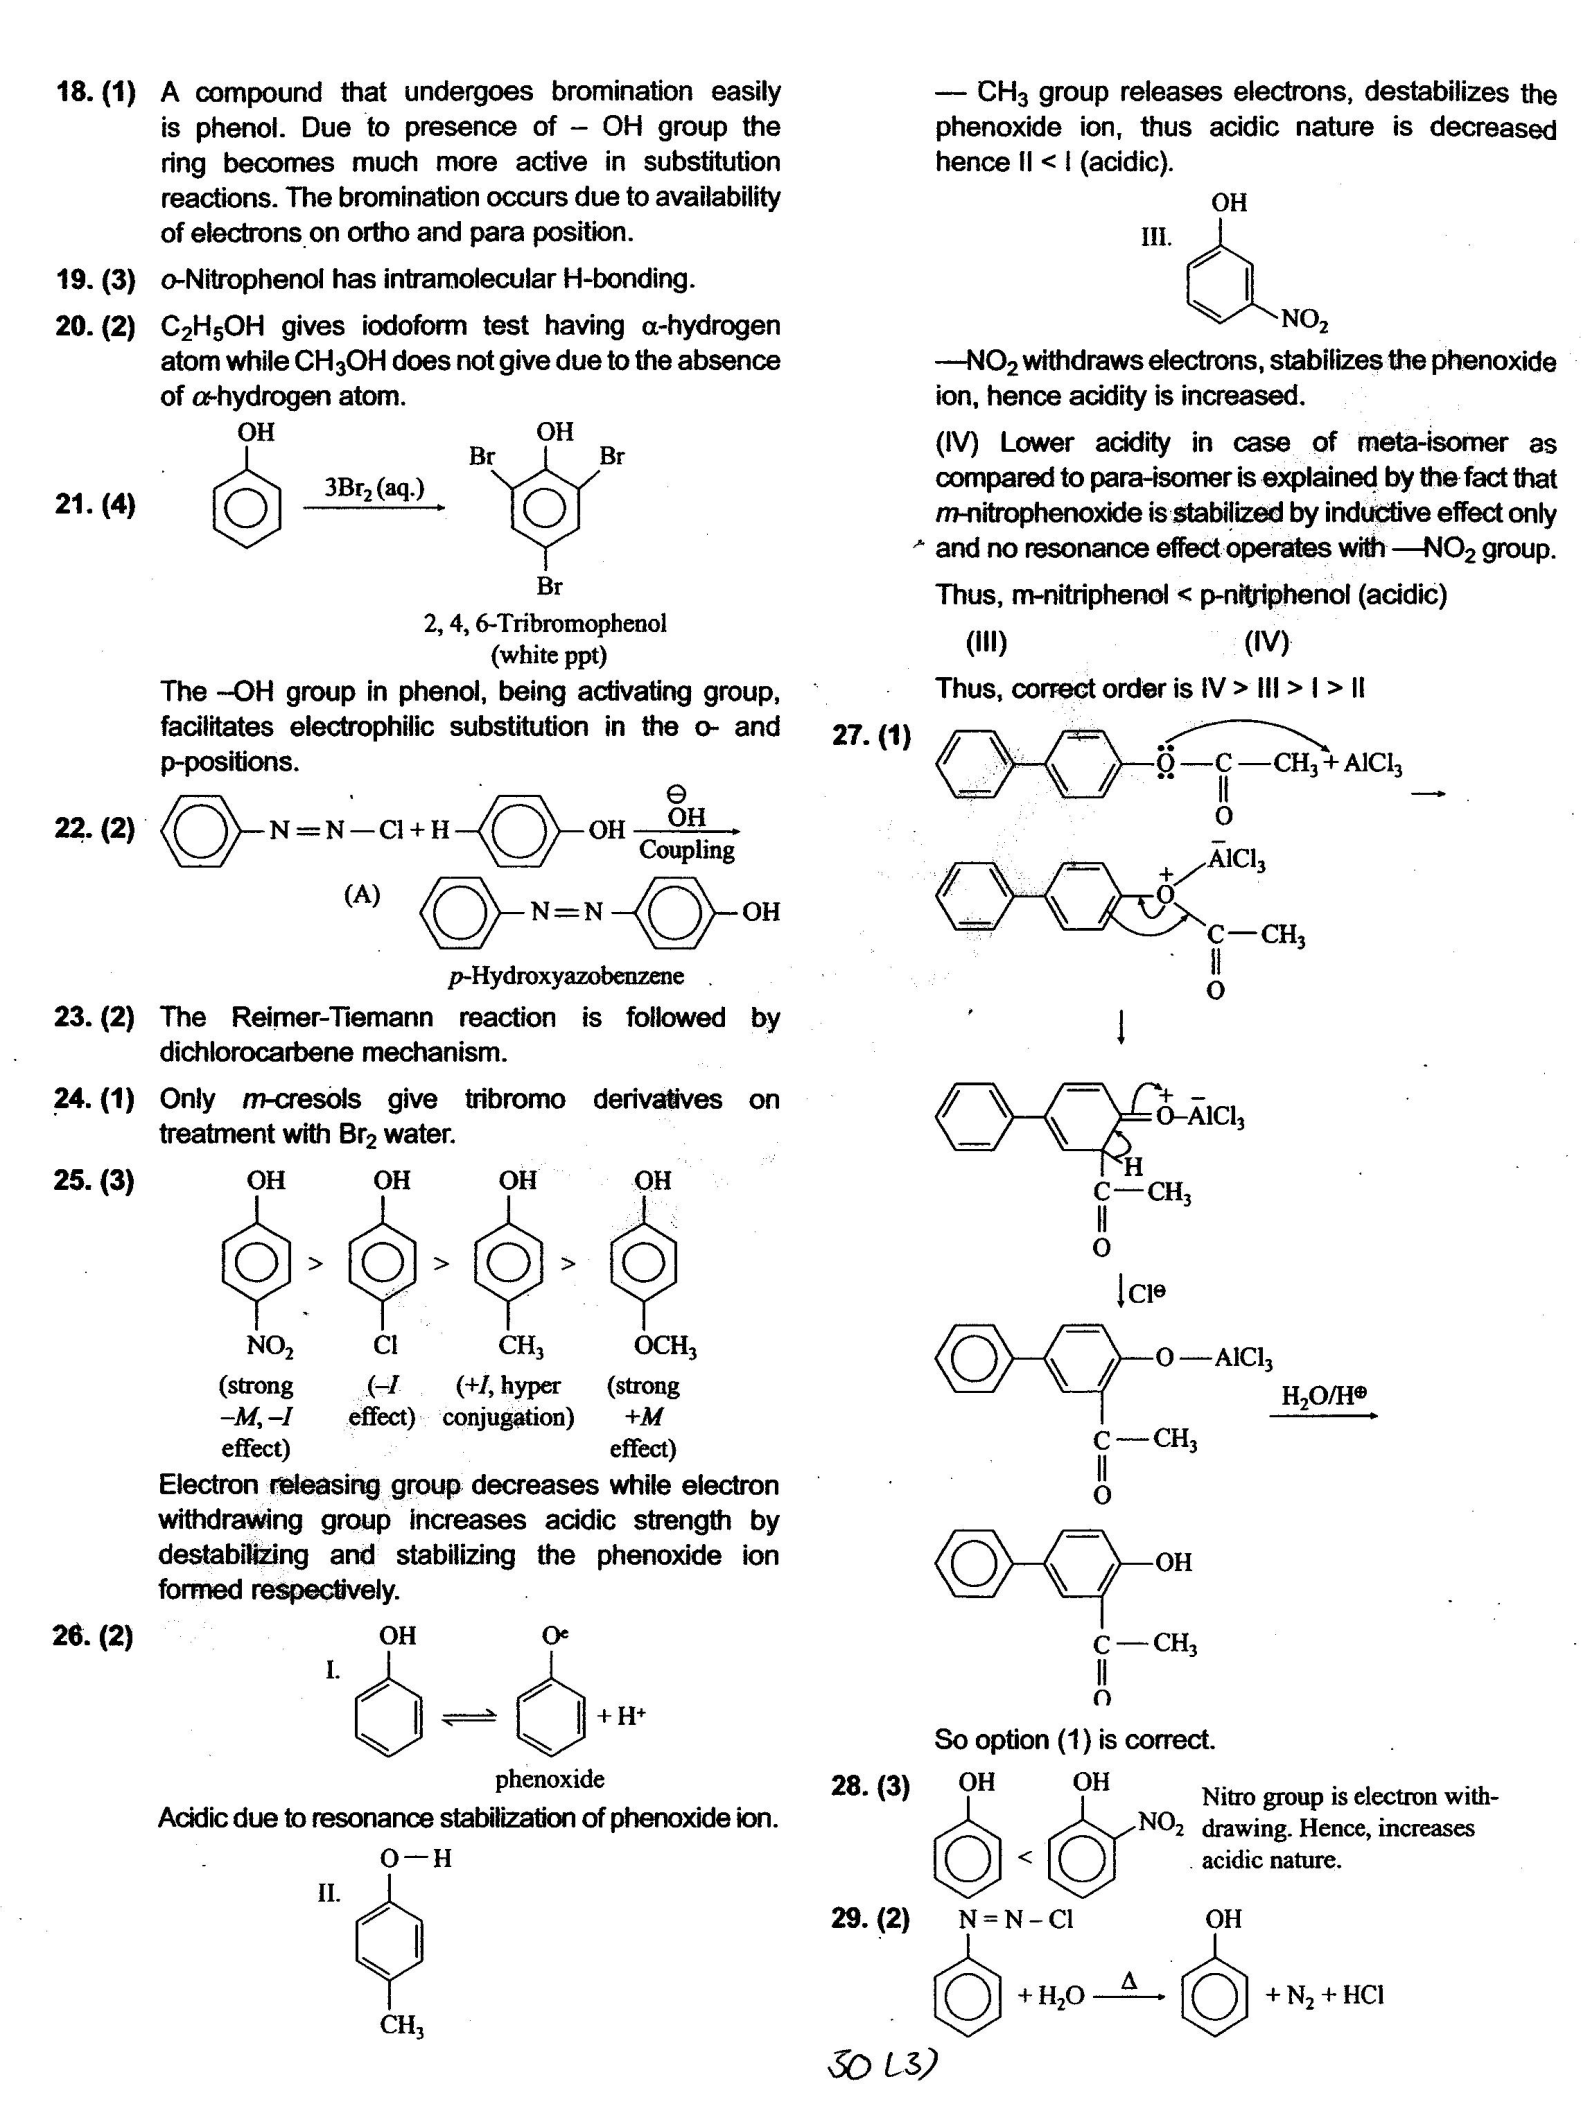 18. (1) A compound that undergoes bromination easily
is phenol. Due to presence of – OH group the
ring becomes much more active in substitution
reactions. The bromination occurs due to availability
of electrons on ortho and para position.
19. (3) o-Nitrophenol has intramolecular H-bonding.
20. (2) C₂H₅OH gives iodoform test having α-hydrogen
atom while CH₃OH does not give due to the absence
of α-hydrogen atom.
21. (4)
OH
3Br₂ (aq.)
OH
Br
Br
Br
2, 4, 6-Tribromophenol
(white ppt)
The –OH group in phenol, being activating group,
facilitates electrophilic substitution in the o- and
p-positions.
22. (2) N=N—Cl + H— —OH
⊖
OH
Coupling
(A)
—N=N— —OH
p-Hydroxyazobenzene
23. (2) The Reimer-Tiemann reaction is followed by
dichlorocarbene mechanism.
24. (1) Only m-cresols give tribromo derivatives on
treatment with Br₂ water.
25. (3)
OH OH OH OH
> > >
NO₂ Cl CH₃ OCH₃
(strong (–I (+I, hyper (strong
–M, –I effect) conjugation) +M
effect) effect)
Electron releasing group decreases while electron
withdrawing group increases acidic strength by
destabilizing and stabilizing the phenoxide ion
formed respectively.
26. (2)
I.
OH
⇌
O⊖
+ H⁺
phenoxide
Acidic due to resonance stabilization of phenoxide ion.
II.
O—H
CH₃
— CH₃ group releases electrons, destabilizes the
phenoxide ion, thus acidic nature is decreased
hence II < I (acidic).
III.
OH
NO₂
—NO₂ withdraws electrons, stabilizes the phenoxide
ion, hence acidity is increased.
(IV) Lower acidity in case of meta-isomer as
compared to para-isomer is explained by the fact that
m-nitrophenoxide is stabilized by inductive effect only
and no resonance effect operates with —NO₂ group.
Thus, m-nitriphenol < p-nitriphenol (acidic)
(III) (IV)
Thus, correct order is IV > III > I > II
27. (1)
—O—C—CH₃ + AlCl₃ →
O
AlCl₃
+
O
C—CH₃
O
↓
+ –
O–AlCl₃
H
C—CH₃
O
↓Cl⊖
—O—AlCl₃
H₂O/H⊕
C—CH₃
O
—OH
C—CH₃
O
So option (1) is correct.
28. (3)
OH OH
< NO₂
Nitro group is electron with-
drawing. Hence, increases
acidic nature.
29. (2)
N=N–Cl
+ H₂O
Δ
OH
+ N₂ + HCl
30 (3)